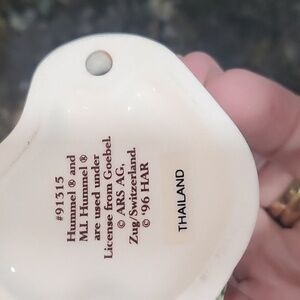 #91315
Hummel ® and
M.I. Hummel ®
are used under
License from Goebel.
© ARS AG,
Zug/Switzerland.
© '96 HAR
THAILAND